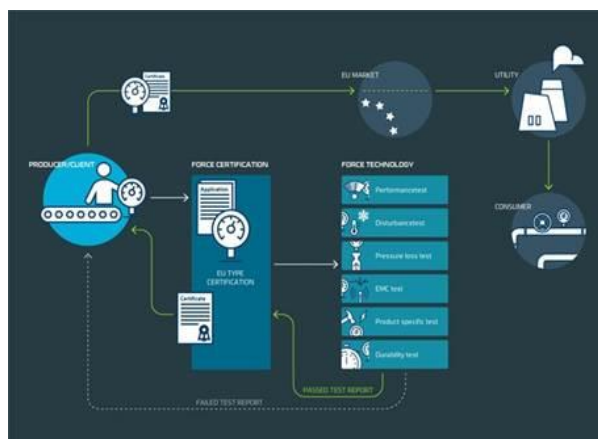 Certificate
EU MARKET
UTILITY
PRODUCER/CLIENT
FORCE CERTIFICATION
FORCE TECHNOLOGY
Application
Performancetest
Disturbancetest
Pressure loss test
CONSUMER
EU TYPE
CERTIFICATION
EMC test
Certificate
Product specific test
Durability test
PASSED TEST REPORT
FAILED TEST REPORT